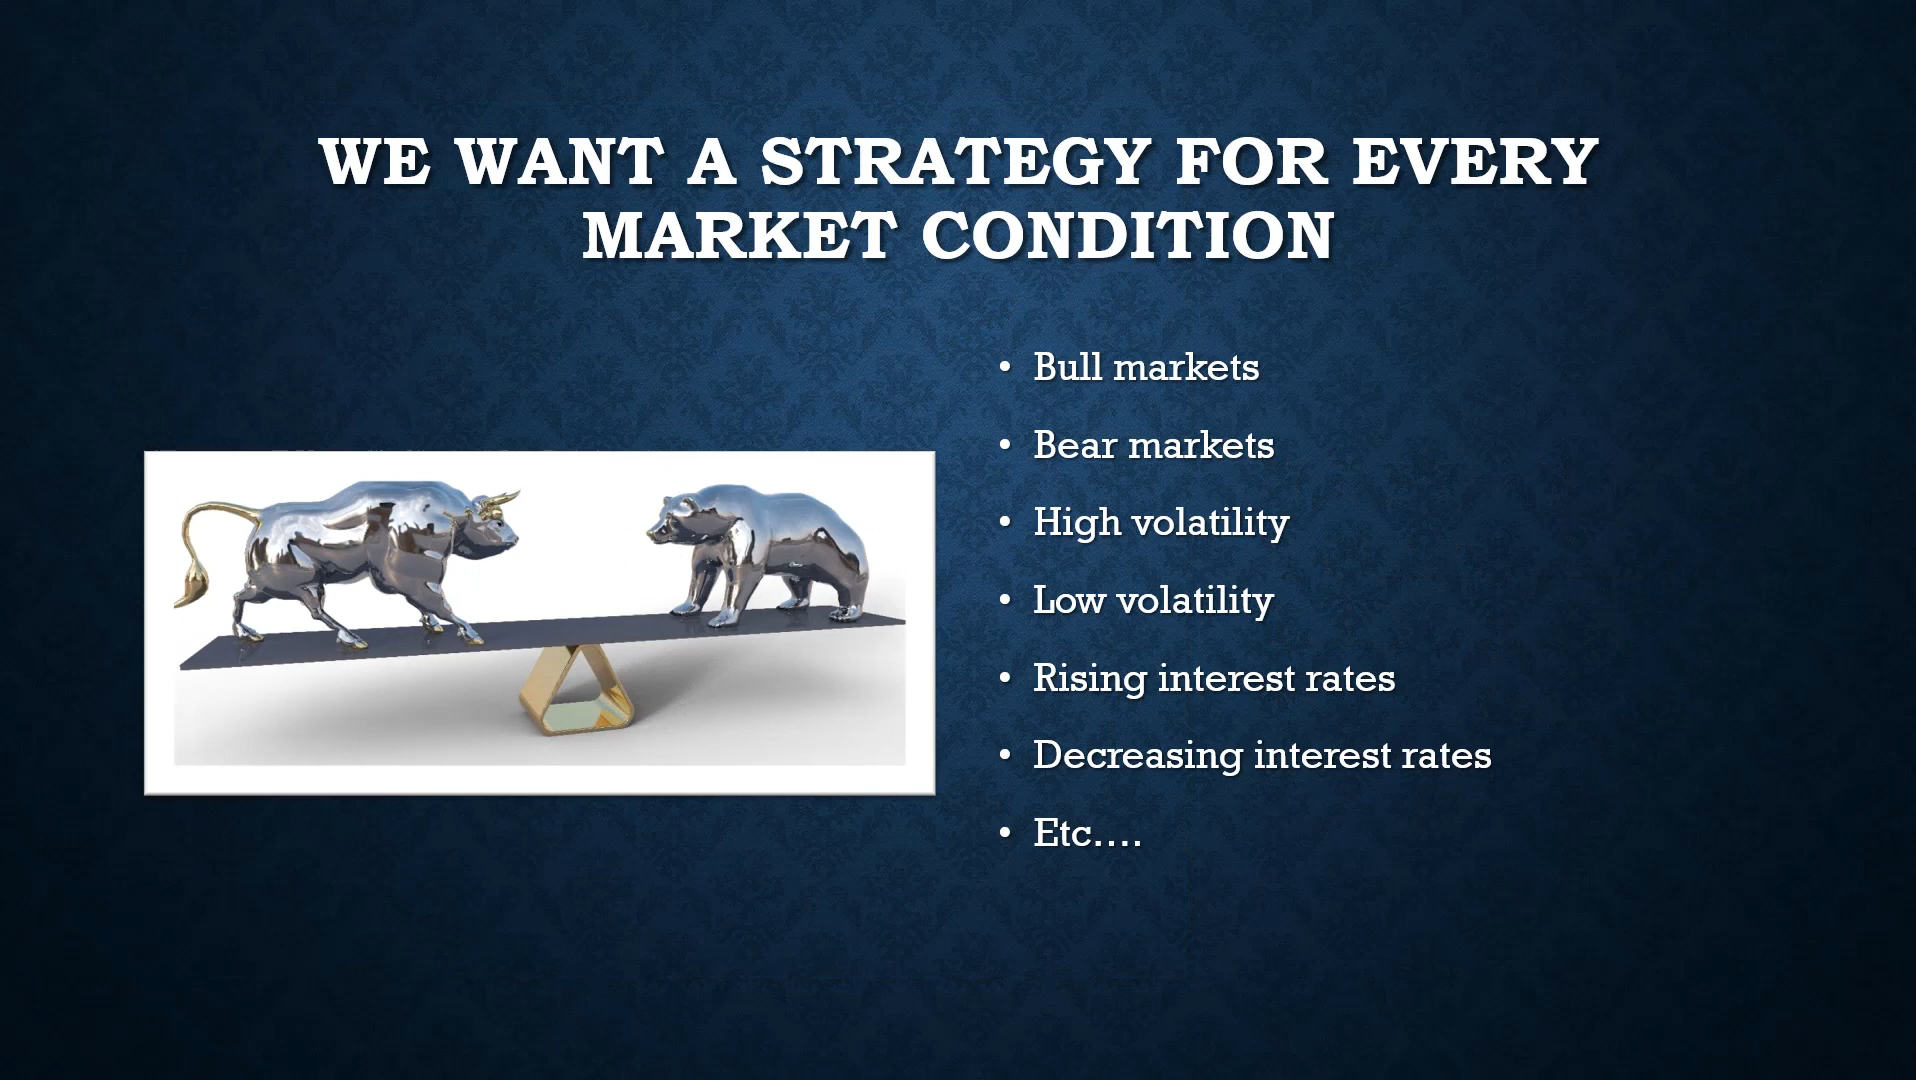 WE WANT A STRATEGY FOR EVERY
MARKET CONDITION
• Bull markets
• Bear markets
• High volatility
• Low volatility
• Rising interest rates
• Decreasing interest rates
• Etc....